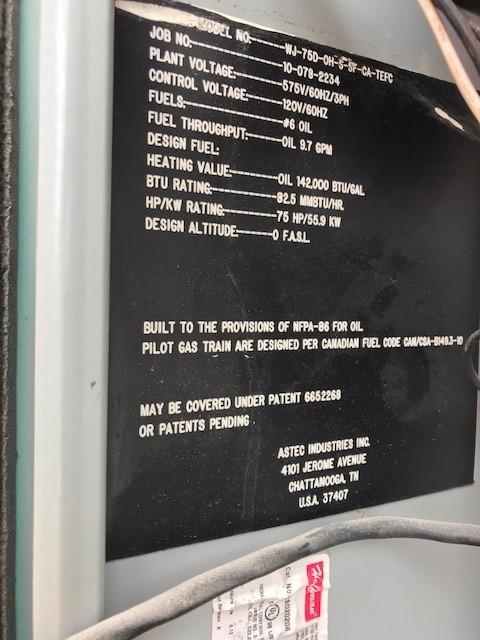 MODEL NO:-------WJ-75D-OH-S-SF-CA-TEFC
JOB NO:---------------10-078-2234
PLANT VOLTAGE:--------575V/60HZ/3PH
CONTROL VOLTAGE:------120V/60HZ
FUELS:----------------#6 OIL
FUEL THROUGHPUT:------OIL 9.7 GPM
DESIGN FUEL:
HEATING VALUE:--------OIL 142,000 BTU/GAL
BTU RATING:-----------82.5 MMBTU/HR.
HP/KW RATING:---------75 HP/55.9 KW
DESIGN ALTITUDE:------0 F.A.S.L.
BUILT TO THE PROVISIONS OF NFPA-86 FOR OIL
PILOT GAS TRAIN ARE DESIGNED PER CANADIAN FUEL CODE CAN/CSA-B149.3-10
MAY BE COVERED UNDER PATENT 6652268
OR PATENTS PENDING
ASTEC INDUSTRIES INC.
4101 JEROME AVENUE
CHATTANOOGA, TN
U.S.A. 37407
Hoffman
Cat. No.